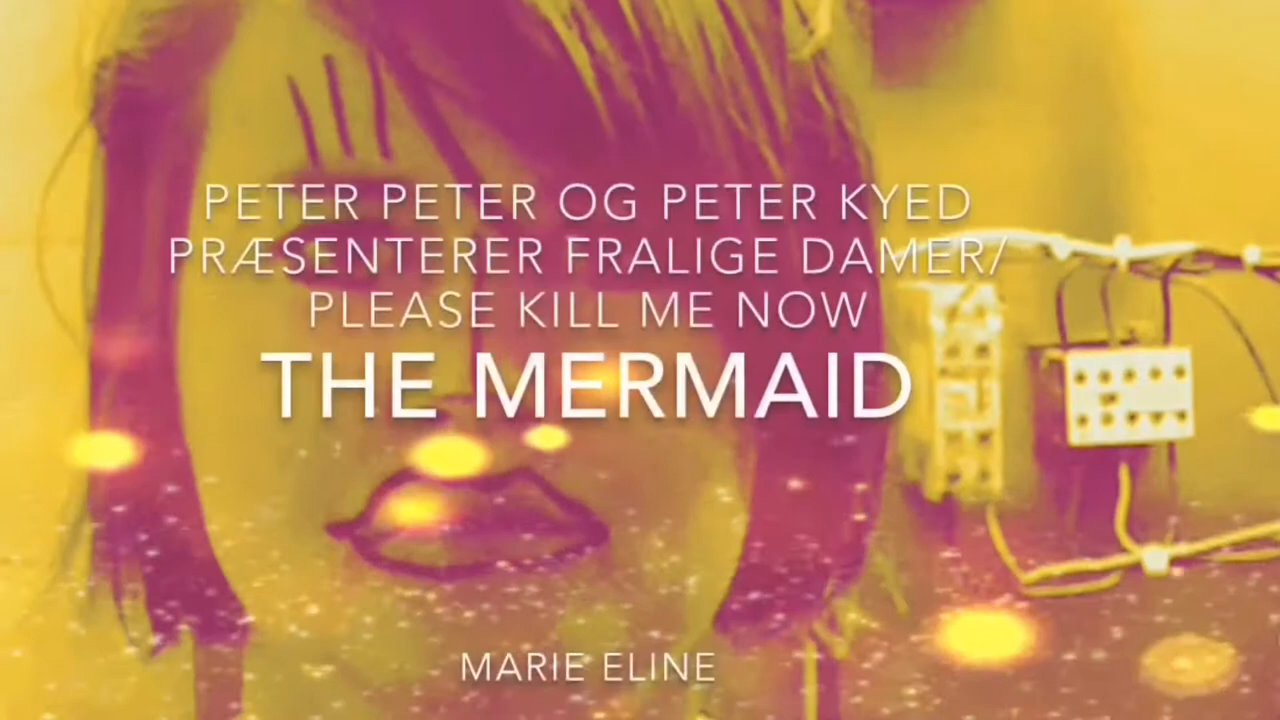 PETER PETER OG PETER KYED
PRÆSENTERER FRALIGE DAMER/
PLEASE KILL ME NOW
THE MERMAID
MARIE ELINE